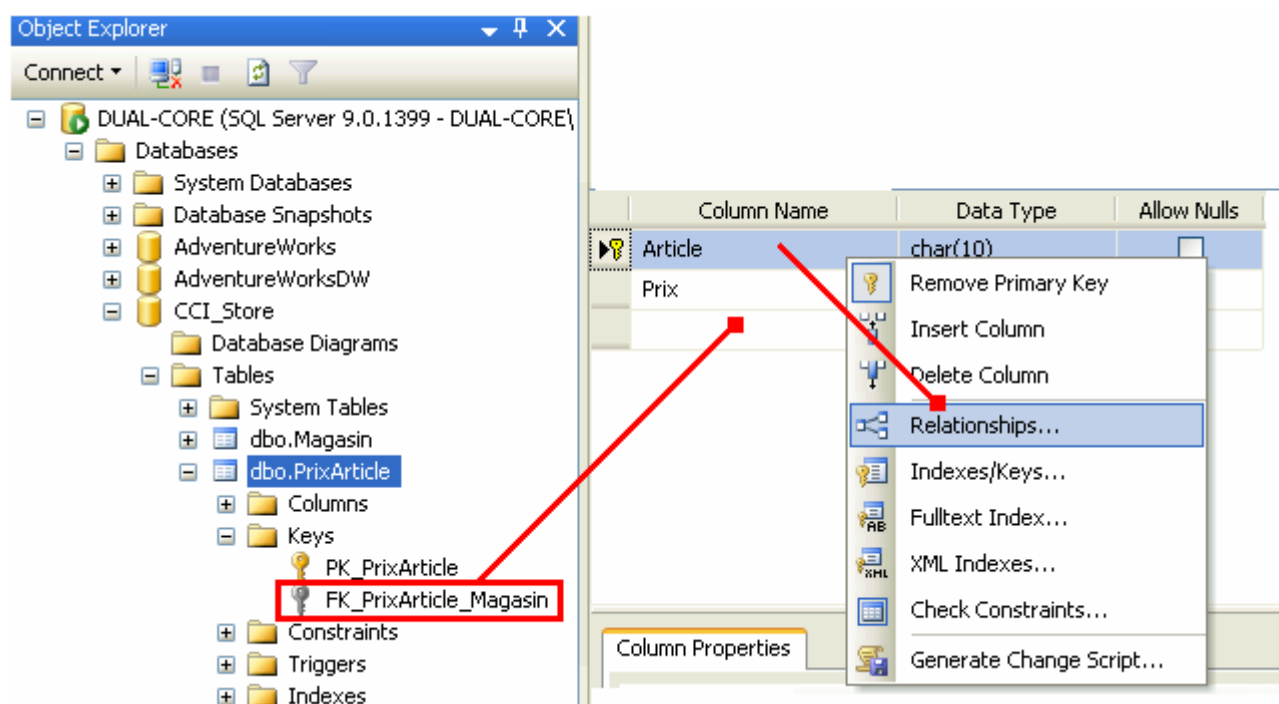 Object Explorer
Connect
DUAL-CORE (SQL Server 9.0.1399 - DUAL-CORE\
Databases
System Databases
Database Snapshots
AdventureWorks
AdventureWorksDW
CCI_Store
Database Diagrams
Tables
System Tables
dbo.Magasin
dbo.PrixArticle
Columns
Keys
PK_PrixArticle
FK_PrixArticle_Magasin
Constraints
Triggers
Indexes
Column Name Data Type Allow Nulls
Article char(10)
Prix
Remove Primary Key
Insert Column
Delete Column
Relationships...
Indexes/Keys...
AB Fulltext Index...
XML XML Indexes...
Check Constraints...
Generate Change Script...
Column Properties